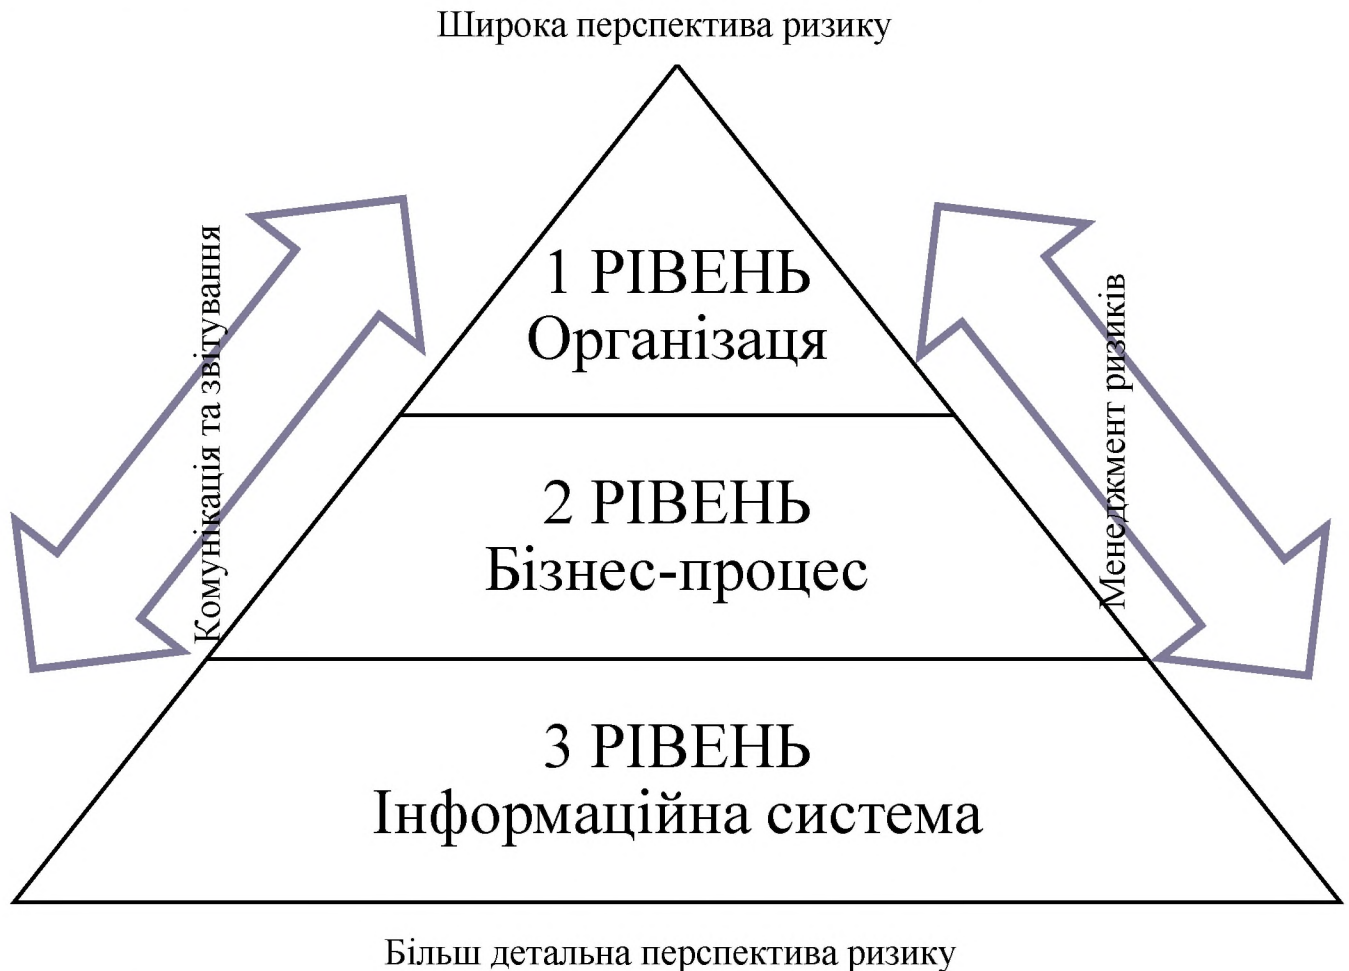 Широка перспектива ризику
Комунікація та звітування
Менеджмент ризиків
1 РІВЕНЬ
Організаця
2 РІВЕНЬ
Бізнес-процес
3 РІВЕНЬ
Інформаційна система
Більш детальна перспектива ризику